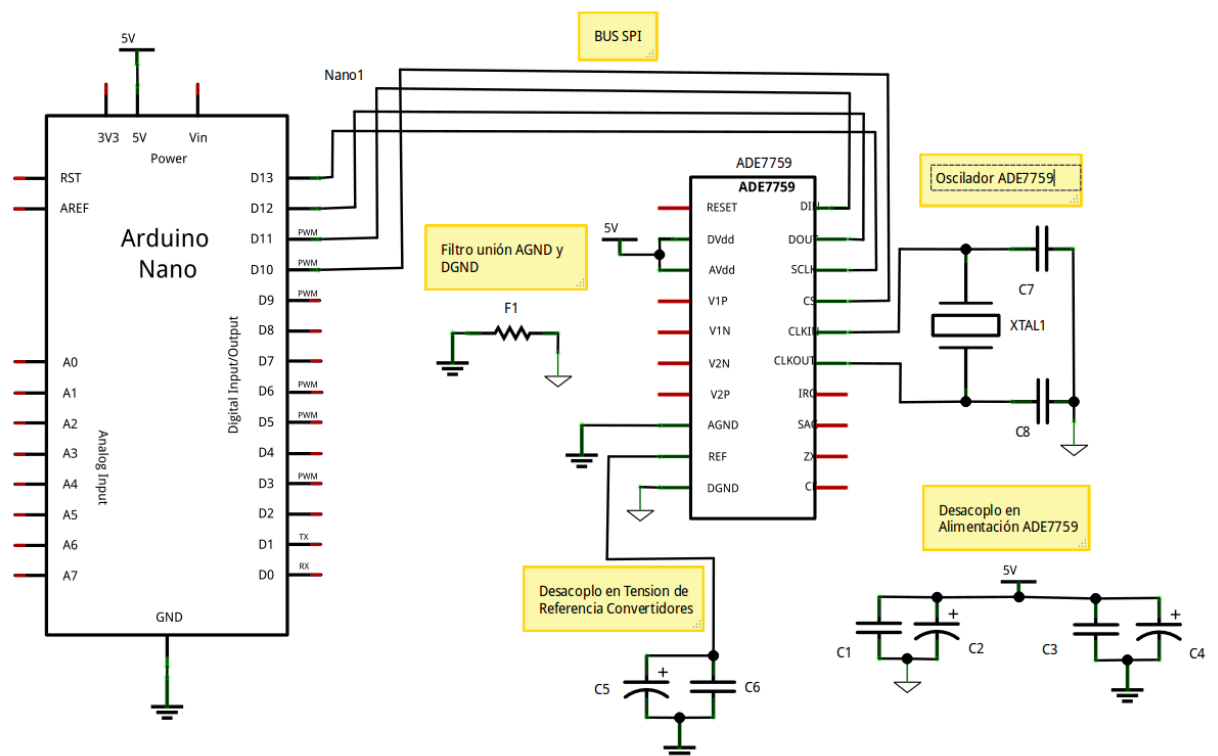 BUS SPI
5V
Nano1
3V3
5V
Vin
Power
RST
AREF
Arduino
Nano
A0
A1
A2
A3
A4
A5
A6
A7
Analog Input
Digital Input/Output
D13
D12
D11
PWM
D10
PWM
D9
PWM
D8
D7
D6
PWM
D5
PWM
D4
D3
PWM
D2
D1
TX
D0
RX
GND
Filtro unión AGND y
DGND
F1
ADE7759
ADE7759
5V
RESET
DVdd
AVdd
V1P
V1N
V2N
V2P
AGND
REF
DGND
DIN
DOUT
SCLK
CS
CLKIN
CLKOUT
IRQ
SAG
ZX
Oscilador ADE7759
C7
XTAL1
C8
Desacoplo en Tension de
Referencia Convertidores
C5
+
C6
Desacoplo en
Alimentación ADE7759
5V
C1
+
C2
C3
+
C4